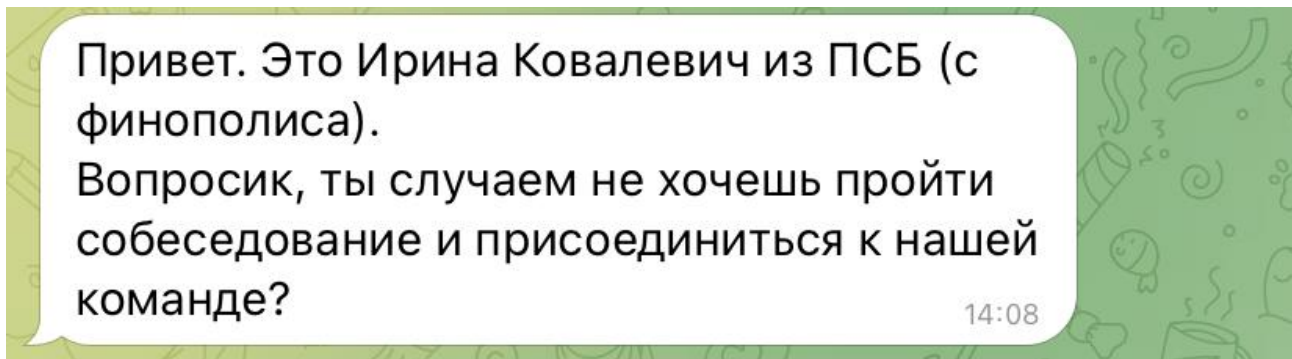 Привет. Это Ирина Ковалевич из ПСБ (с
финополиса).
Вопросик, ты случаем не хочешь пройти
собеседование и присоединиться к нашей
команде?
14:08